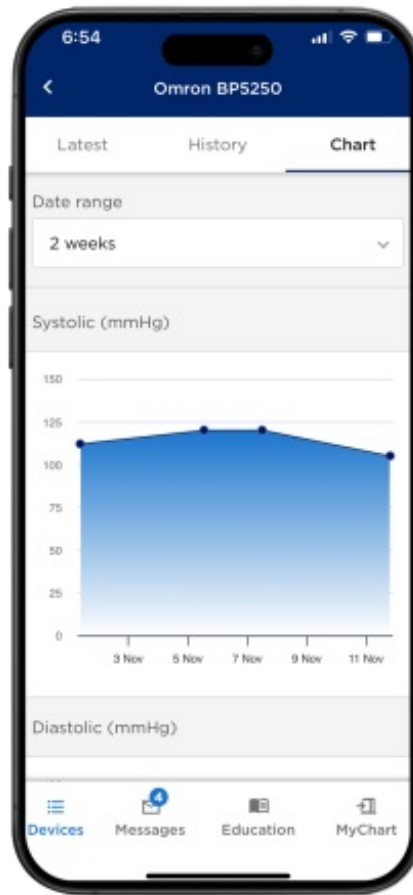 6:54
Omron BP5250
Latest History Chart
Date range
2 weeks
Systolic (mmHg)
150
125
100
75
50
25
0
3 Nov 5 Nov 7 Nov 9 Nov 11 Nov
Diastolic (mmHg)
4
Devices Messages Education MyChart